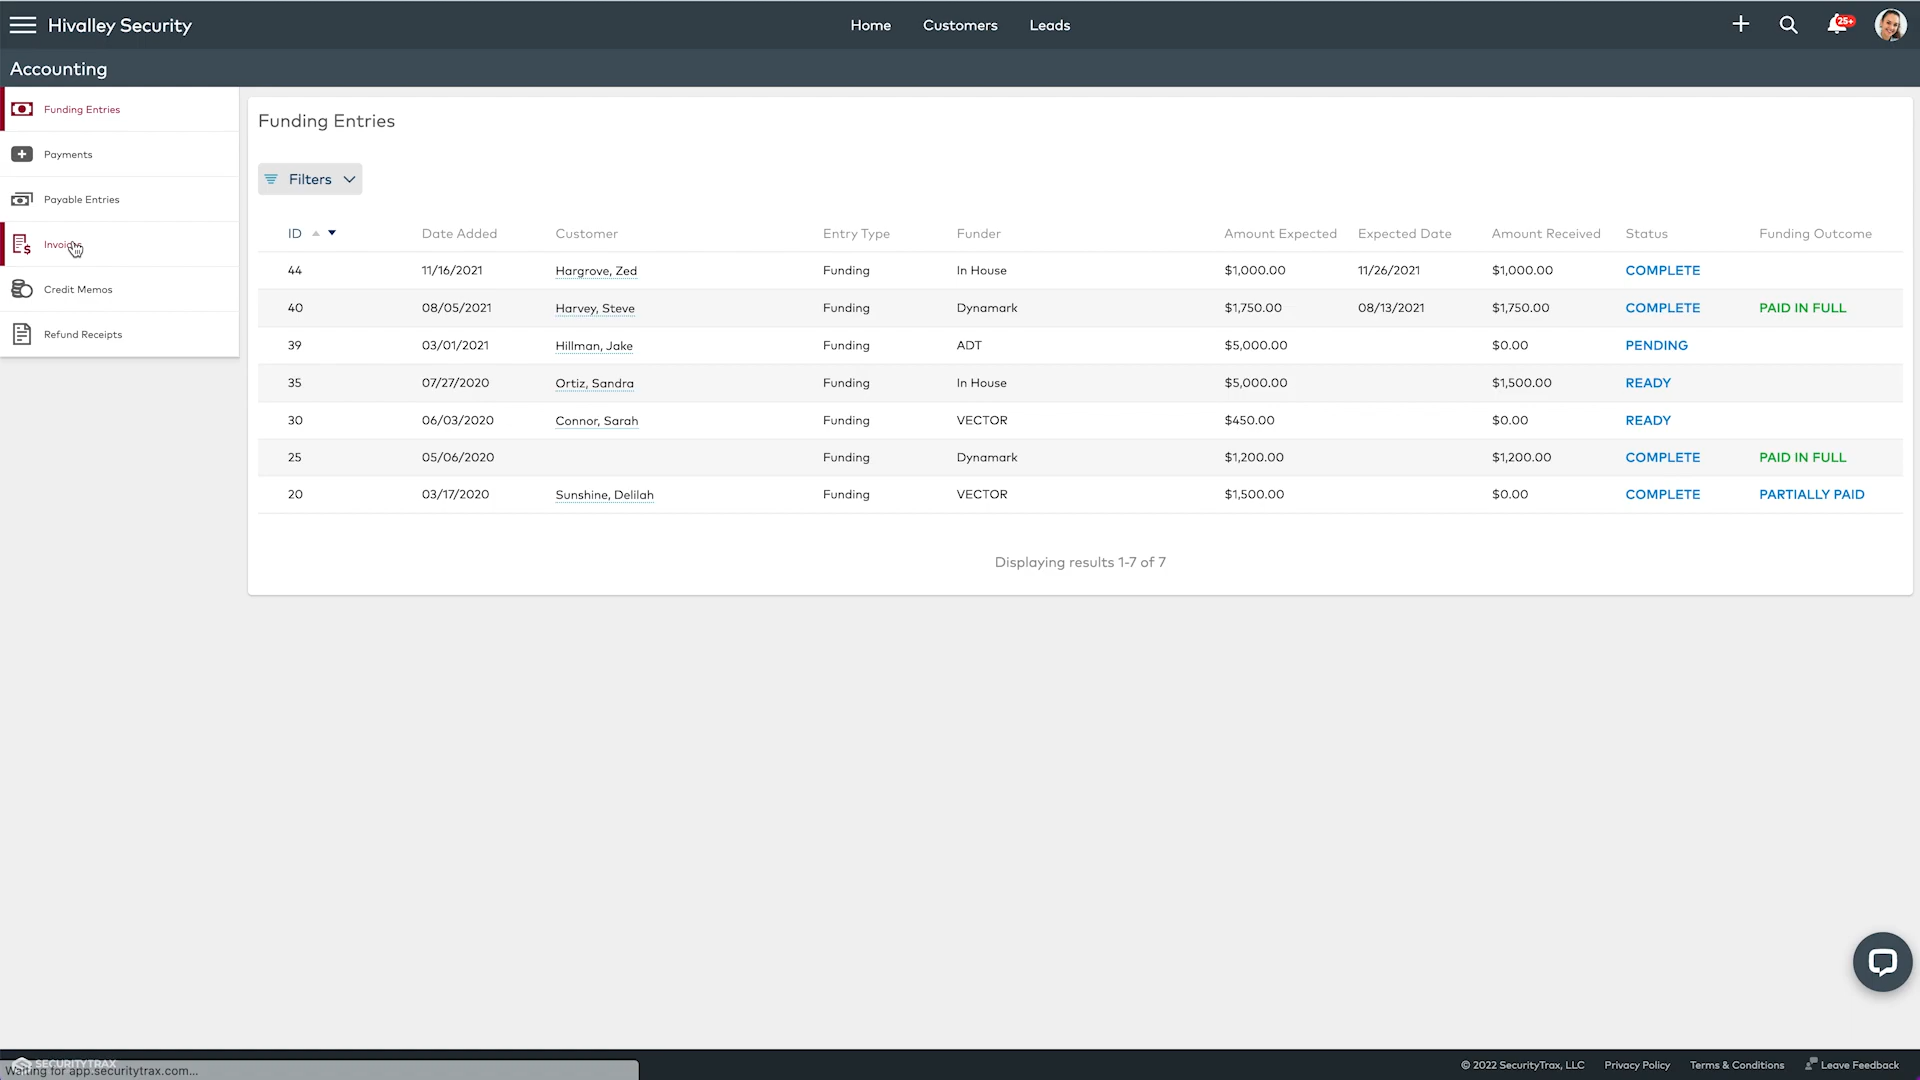 Hivalley Security Home Customers Leads 25+
Accounting
Funding Entries
Payments
Payable Entries
Credit Memos
Refund Receipts
Funding Entries
Filters
ID Date Added Customer Entry Type Funder Amount Expected Expected Date Amount Received Status Funding Outcome
44 11/16/2021 Hargrove, Zed Funding In House $1,000.00 11/26/2021 $1,000.00 COMPLETE
40 08/05/2021 Harvey, Steve Funding Dynamark $1,750.00 08/13/2021 $1,750.00 COMPLETE PAID IN FULL
39 03/01/2021 Hillman, Jake Funding ADT $5,000.00 $0.00 PENDING
35 07/27/2020 Ortiz, Sandra Funding In House $5,000.00 $1,500.00 READY
30 06/03/2020 Connor, Sarah Funding VECTOR $450.00 $0.00 READY
25 05/06/2020 Funding Dynamark $1,200.00 $1,200.00 COMPLETE PAID IN FULL
20 03/17/2020 Sunshine, Delilah Funding VECTOR $1,500.00 $0.00 COMPLETE PARTIALLY PAID
Displaying results 1-7 of 7
SECURITYTRAX
Waiting for app.securitytrax.com...
© 2022 SecurityTrax, LLC Privacy Policy Terms & Conditions Leave Feedback